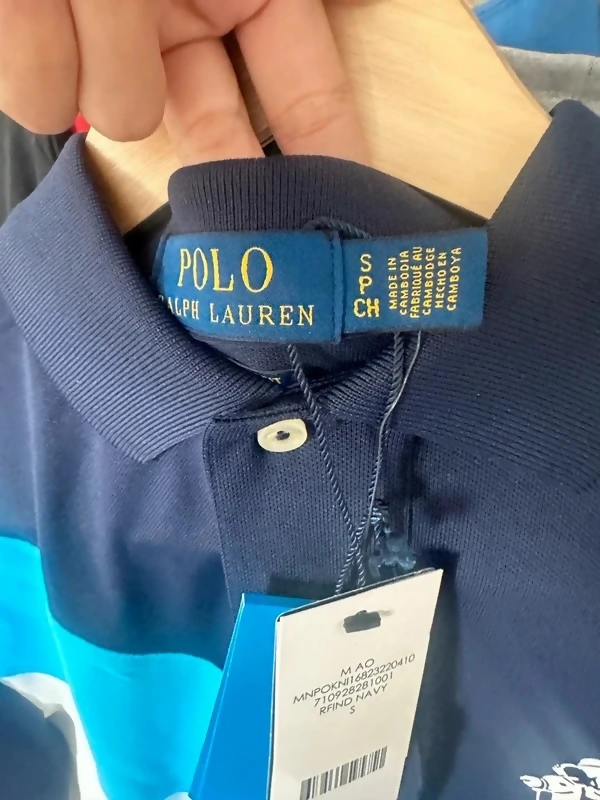 POLO
RALPH LAUREN
S
P
CH
MADE IN
CAMBODIA
FABRIQUÉ AU
CAMBODGE
HECHO EN
CAMBOYA
M AO
MNPOKNI16823220410
710928281001
RFIND NAVY
S